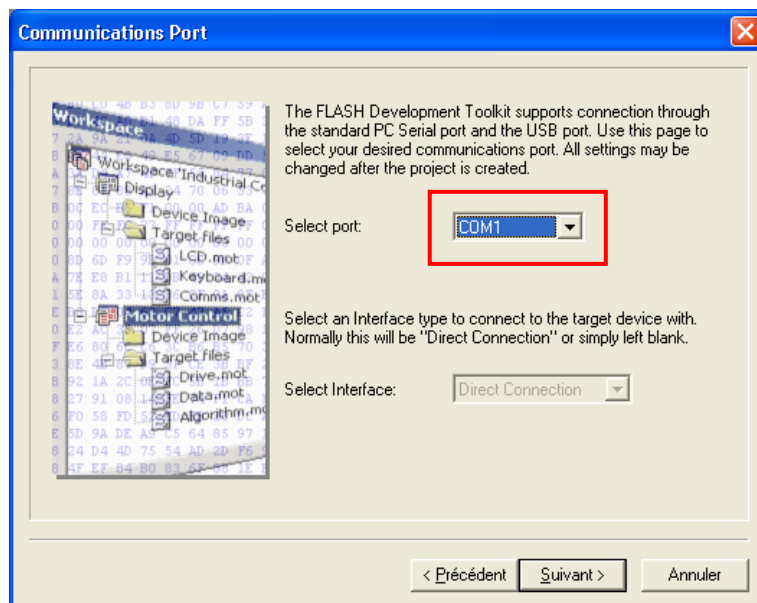 Communications Port
The FLASH Development Toolkit supports connection through
the standard PC Serial port and the USB port. Use this page to
select your desired communications port. All settings may be
changed after the project is created.
Select port:
COM1
Select an Interface type to connect to the target device with.
Normally this will be "Direct Connection" or simply left blank.
Select Interface:
Direct Connection
Workspace
Workspace 'Industrial Co
Display
Device Image
Target files
LCD.mot
Keyboard.m
Comms.mot
Motor Control
Device Image
Target files
Drive.mot
Data.mot
Algorithm.m
< Précédent
Suivant >
Annuler